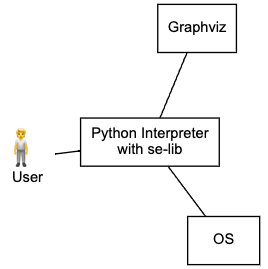 Graphviz
Python Interpreter
with se-lib
User
OS